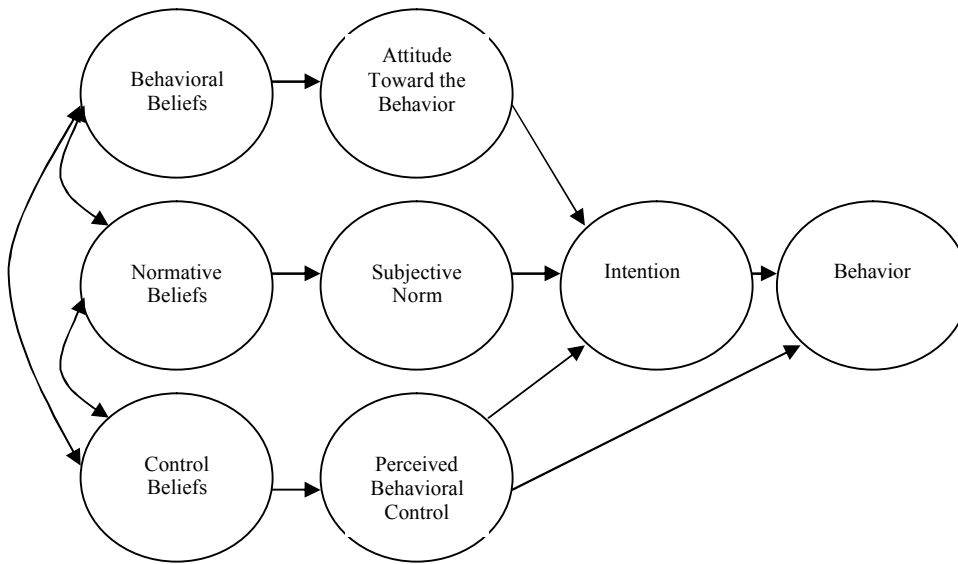 Behavioral
Beliefs
Attitude
Toward the
Behavior
Normative
Beliefs
Subjective
Norm
Intention
Behavior
Control
Beliefs
Perceived
Behavioral
Control